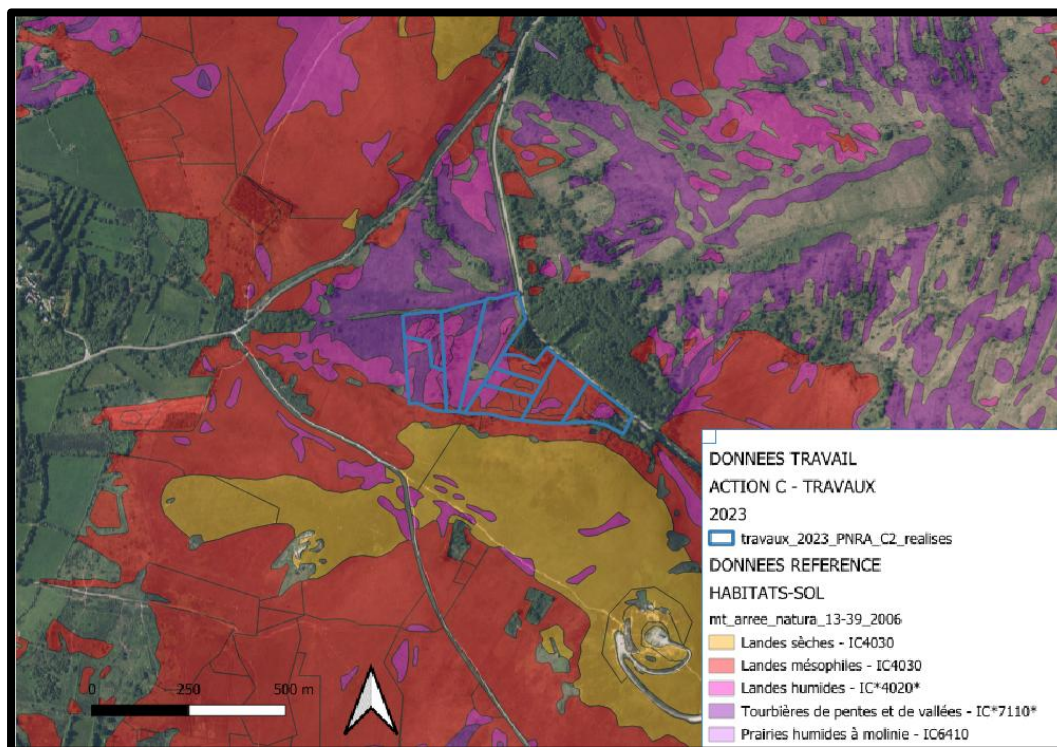 0
250
500 m
DONNEES TRAVAIL
ACTION C - TRAVAUX
2023
travaux_2023_PNRA_C2_realises
DONNEES REFERENCE
HABITATS-SOL
mt_arree_natura_13-39_2006
Landes sèches - IC4030
Landes mésophiles - IC4030
Landes humides - IC*4020*
Tourbières de pentes et de vallées - IC*7110*
Prairies humides à molinie - IC6410